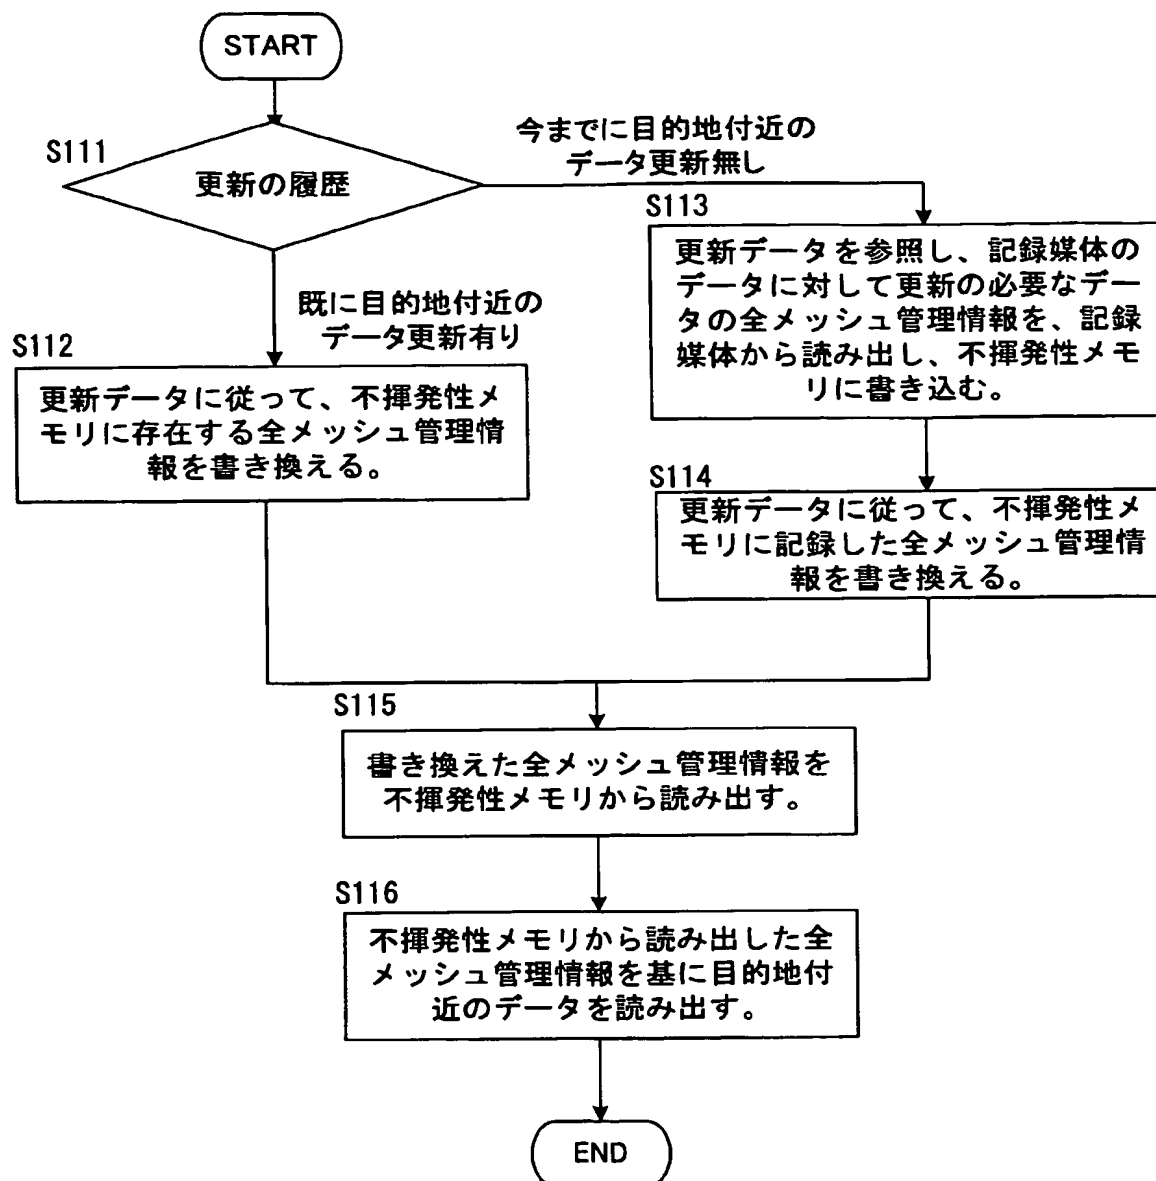 START
S111
更新の履歴
今までに目的地付近の
データ更新無し
S113
更新データを参照し、記録媒体の
データに対して更新の必要なデー
タの全メッシュ管理情報を、記録
媒体から読み出し、不揮発性メモ
リに書き込む。
既に目的地付近の
データ更新有り
S112
更新データに従って、不揮発性メ
モリに存在する全メッシュ管理情
報を書き換える。
S114
更新データに従って、不揮発性メ
モリに記録した全メッシュ管理情
報を書き換える。
S115
書き換えた全メッシュ管理情報を
不揮発性メモリから読み出す。
S116
不揮発性メモリから読み出した全
メッシュ管理情報を基に目的地付
近のデータを読み出す。
END